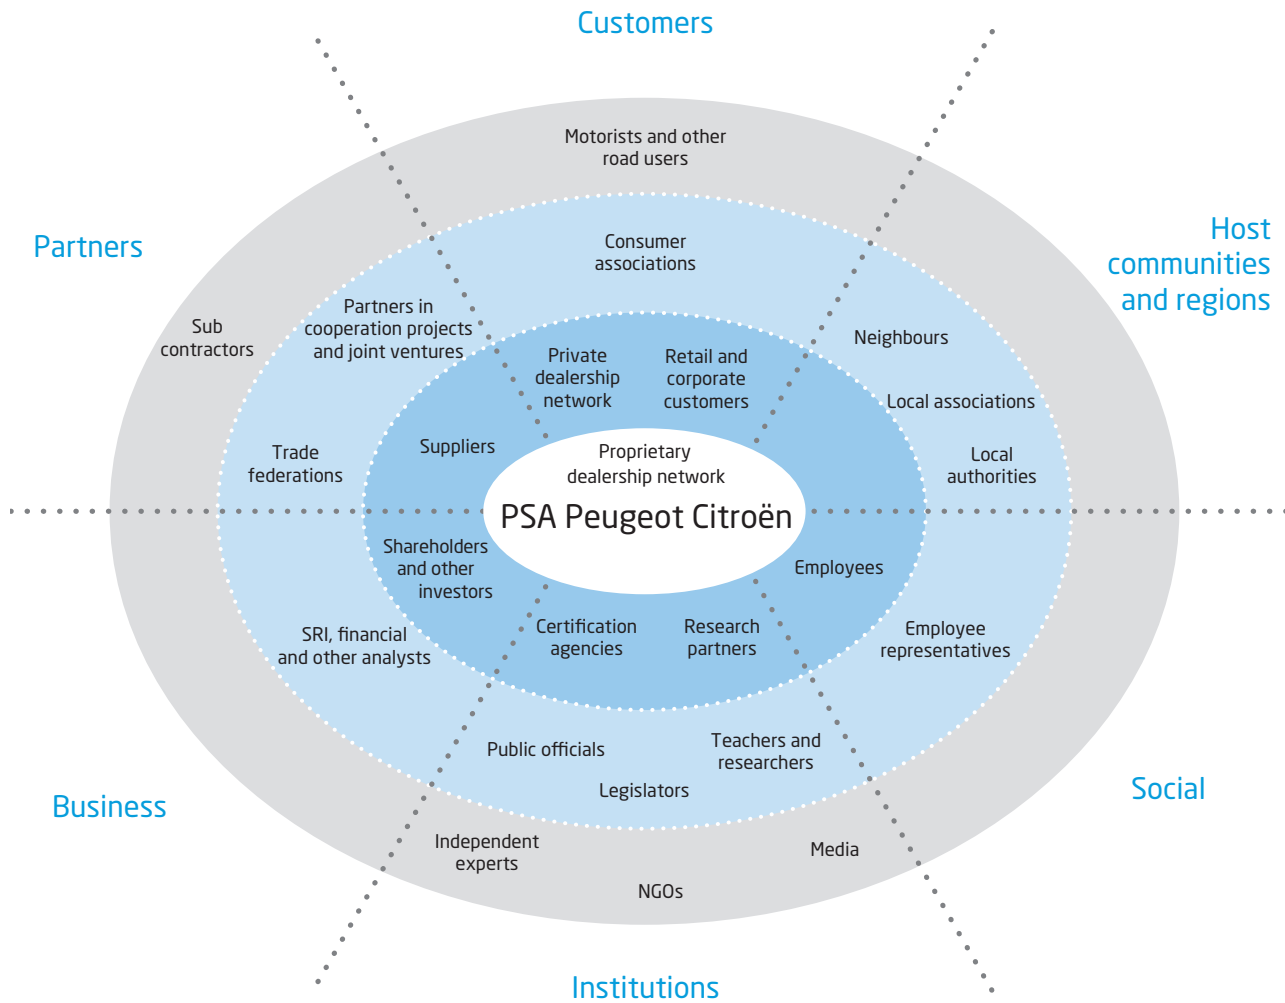 Customers
Motorists and other
road users
Partners
Host
communities
and regions
Consumer
associations
Sub
contractors
Partners in
cooperation projects
and joint ventures
Neighbours
Private
dealership
network
Retail and
corporate
customers
Local associations
Trade
federations
Suppliers
Local
authorities
Proprietary
dealership network
PSA Peugeot Citroën
Shareholders
and other
investors
Employees
SRI, financial
and other analysts
Certification
agencies
Research
partners
Employee
representatives
Public officials
Teachers and
researchers
Legislators
Business
Social
Independent
experts
Media
NGOs
Institutions